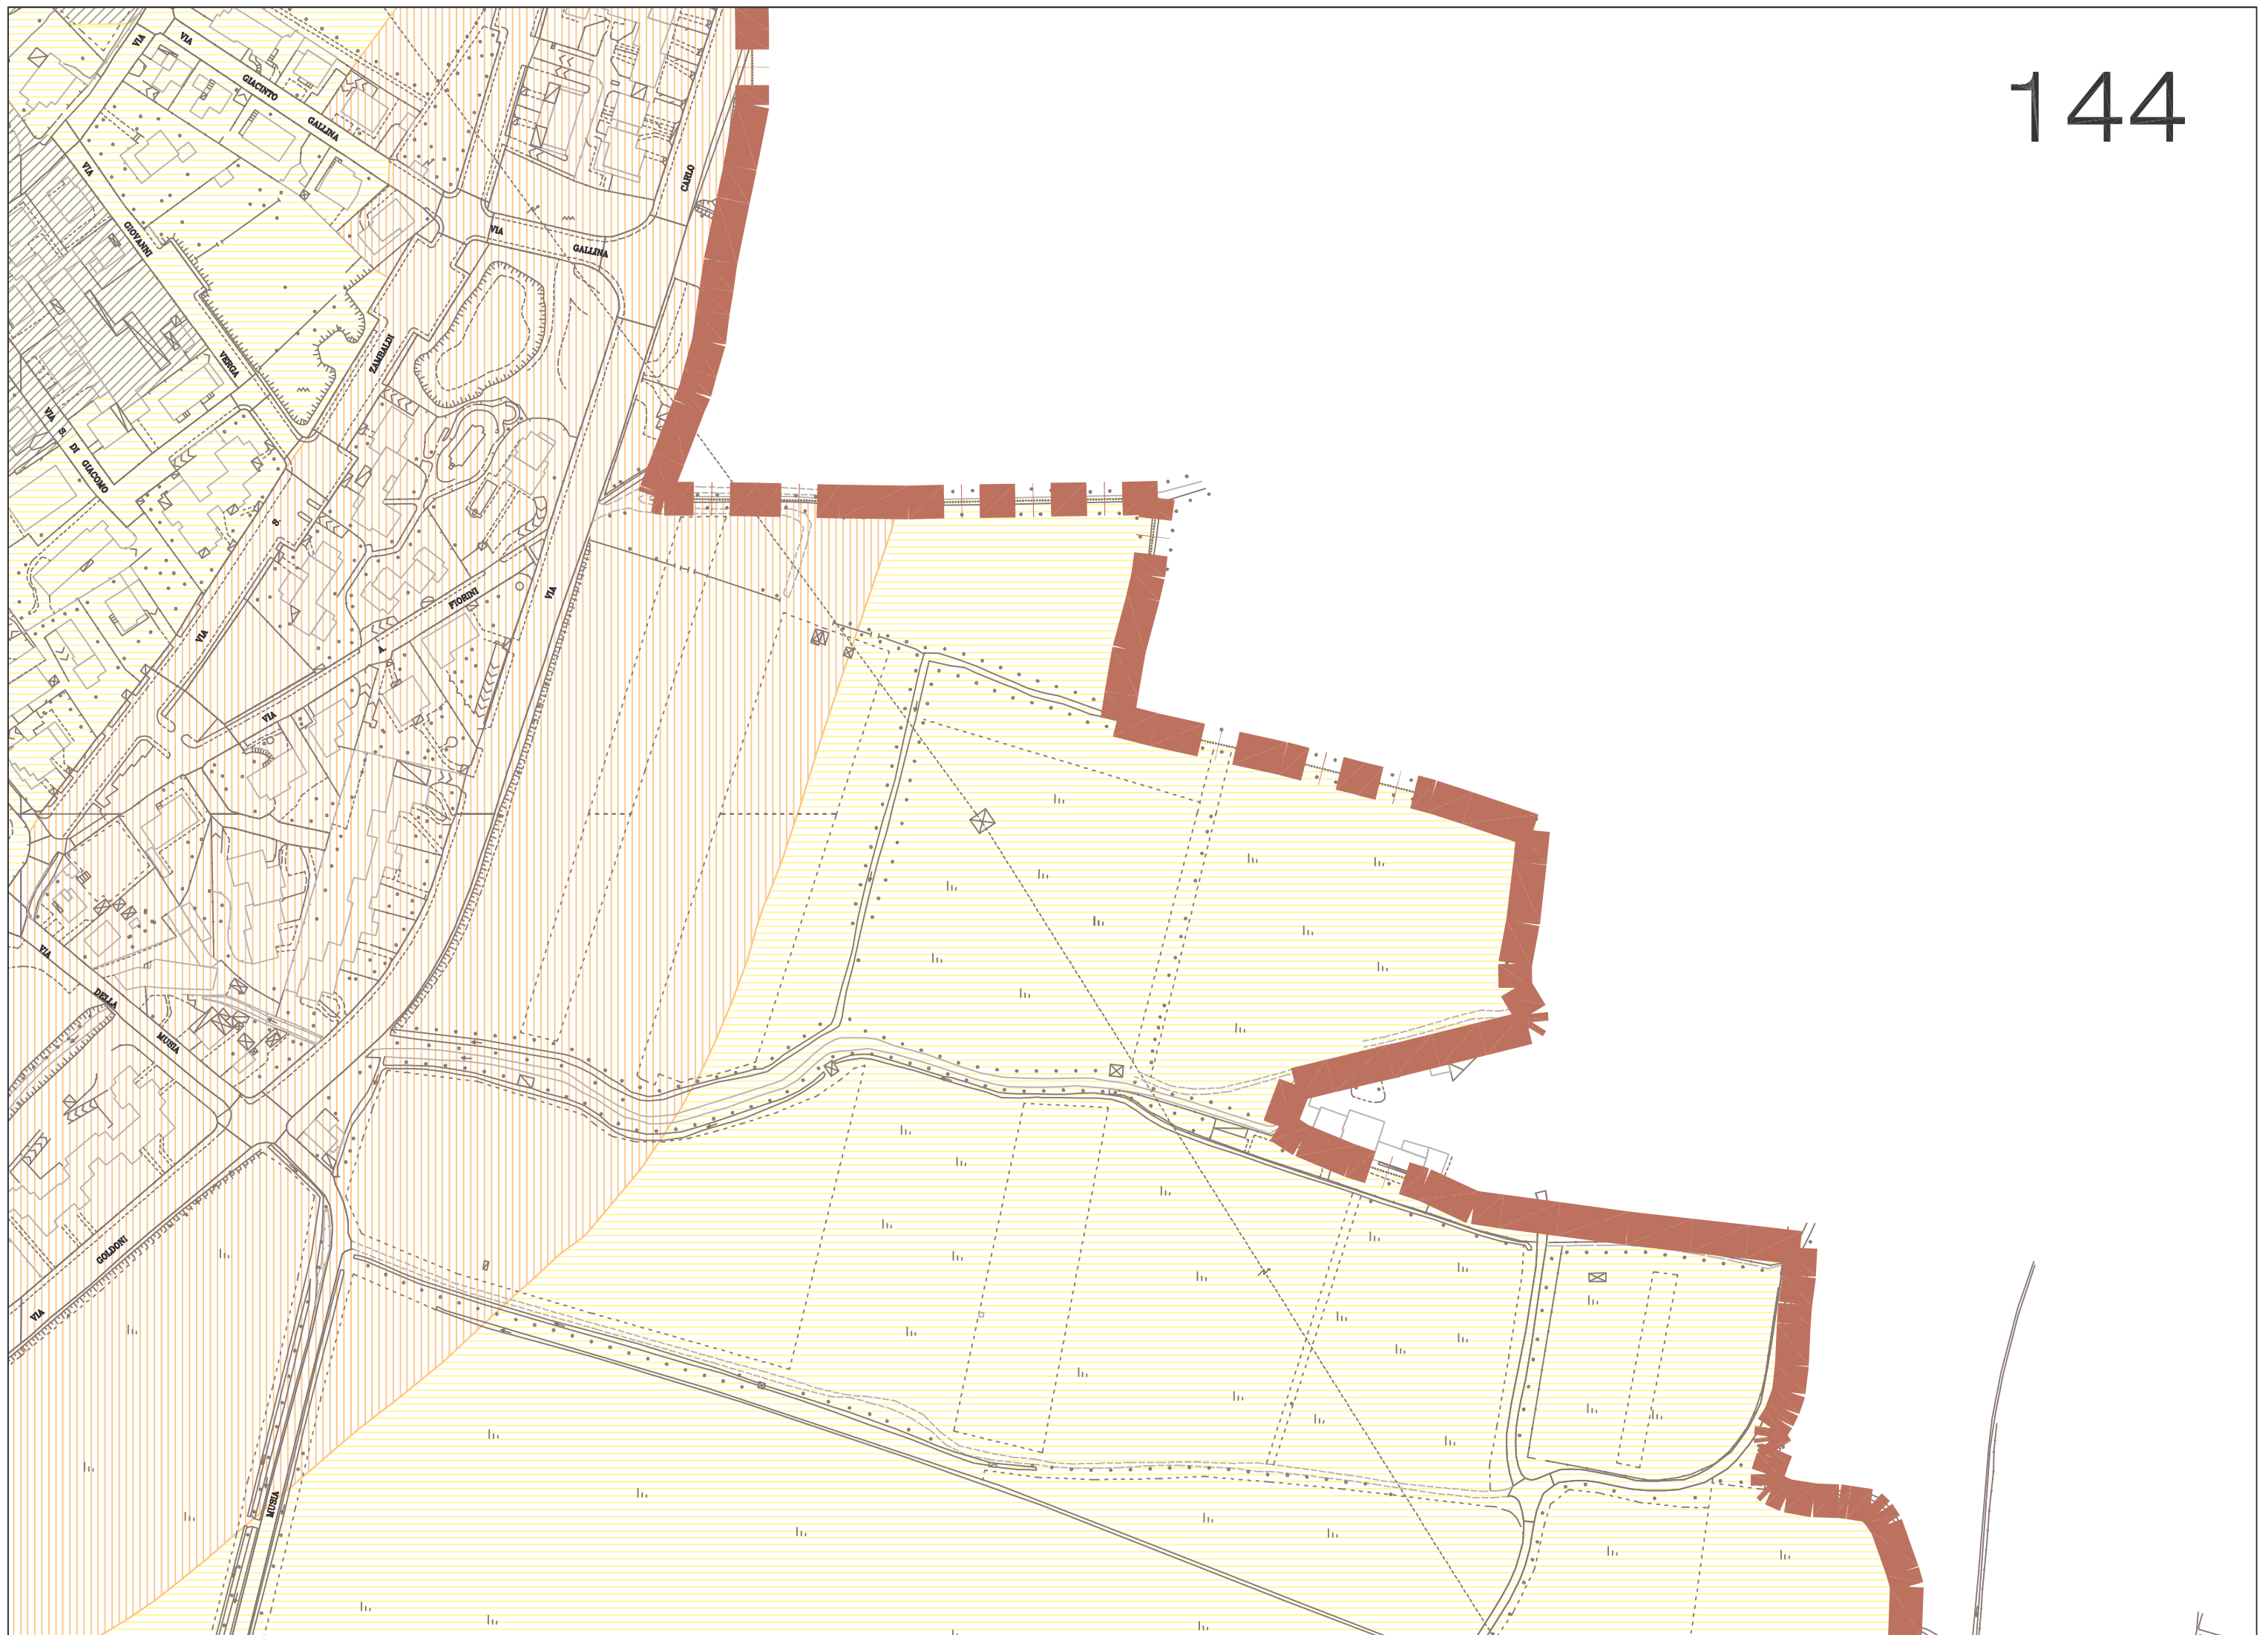 144
VIA
VIA
GIACINTO
GALLINA
CARLO
VIA
GIOVANNI
VERGA
VIA
GALLINA
ZAMBALDI
VIA
S.
DI
GIACOMO
S.
VIA
VIA
A.
FIORINI
VIA
VIA
DELLA
MUSIA
VIA
GOLDONI
MUSIA